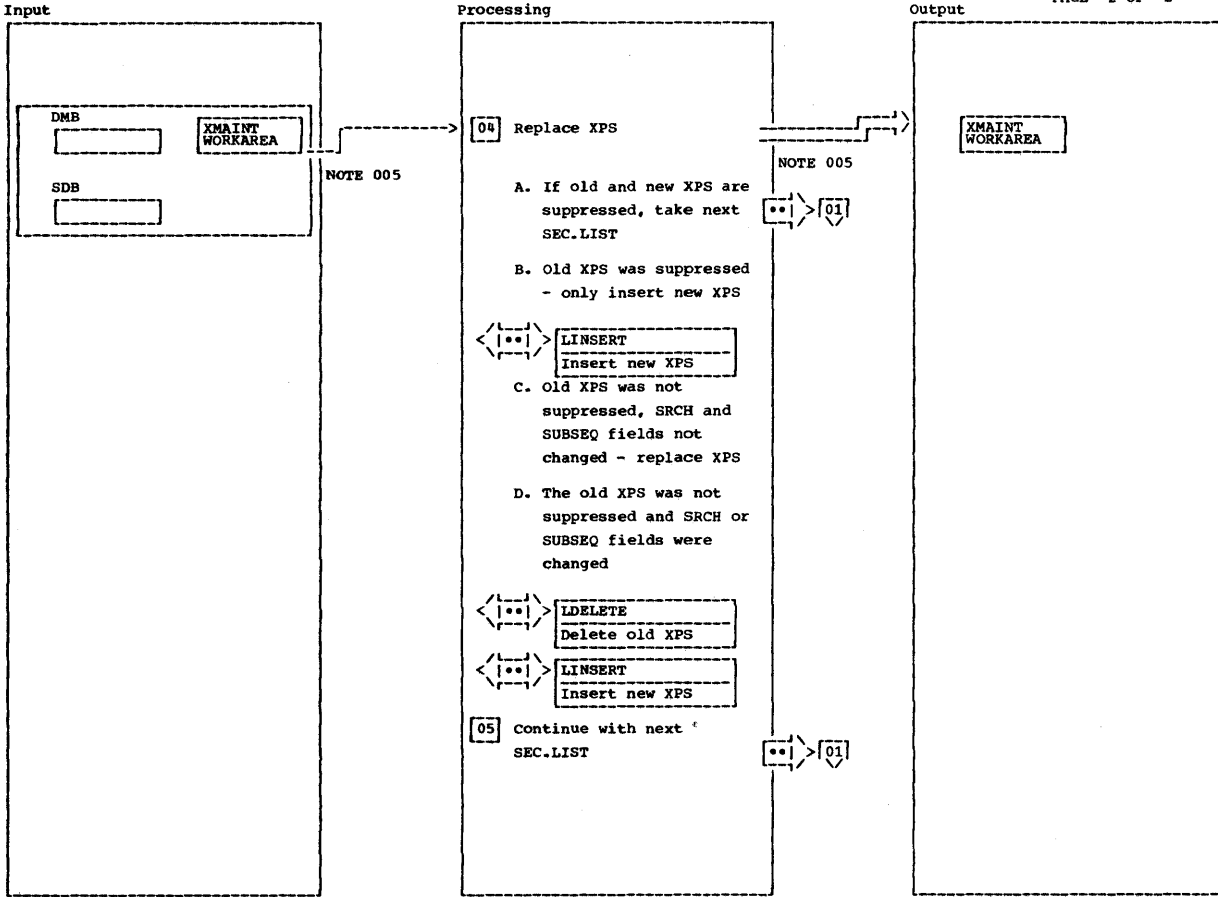 Input
Processing
Output
DMB
XMAINT
WORKAREA
SDB
NOTE 005
04 Replace XPS
NOTE 005
XMAINT
WORKAREA
A. If old and new XPS are
suppressed, take next
SEC.LIST
01
B. Old XPS was suppressed
- only insert new XPS
LINSERT
Insert new XPS
C. Old XPS was not
suppressed, SRCH and
SUBSEQ fields not
changed - replace XPS
D. The old XPS was not
suppressed and SRCH or
SUBSEQ fields were
changed
LDELETE
Delete old XPS
LINSERT
Insert new XPS
05 Continue with next
SEC.LIST
01